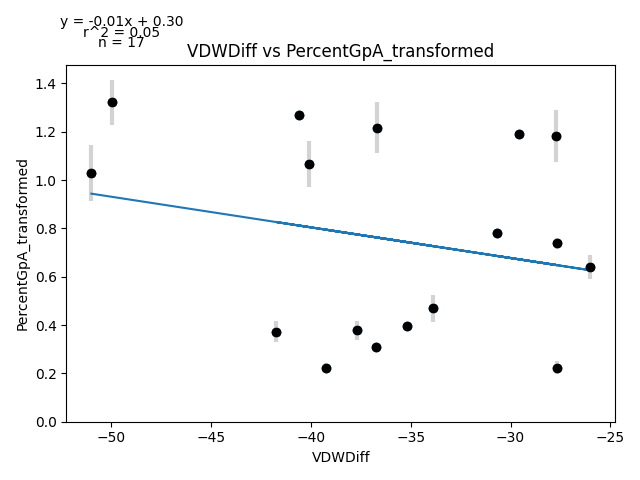 y = -0.01x + 0.30
r^2 = 0.05
n = 17
VDWDiff vs PercentGpA_transformed
PercentGpA_transformed
1.4
1.2
1.0
0.8
0.6
0.4
0.2
0.0
−50
−45
−40
−35
−30
−25
VDWDiff